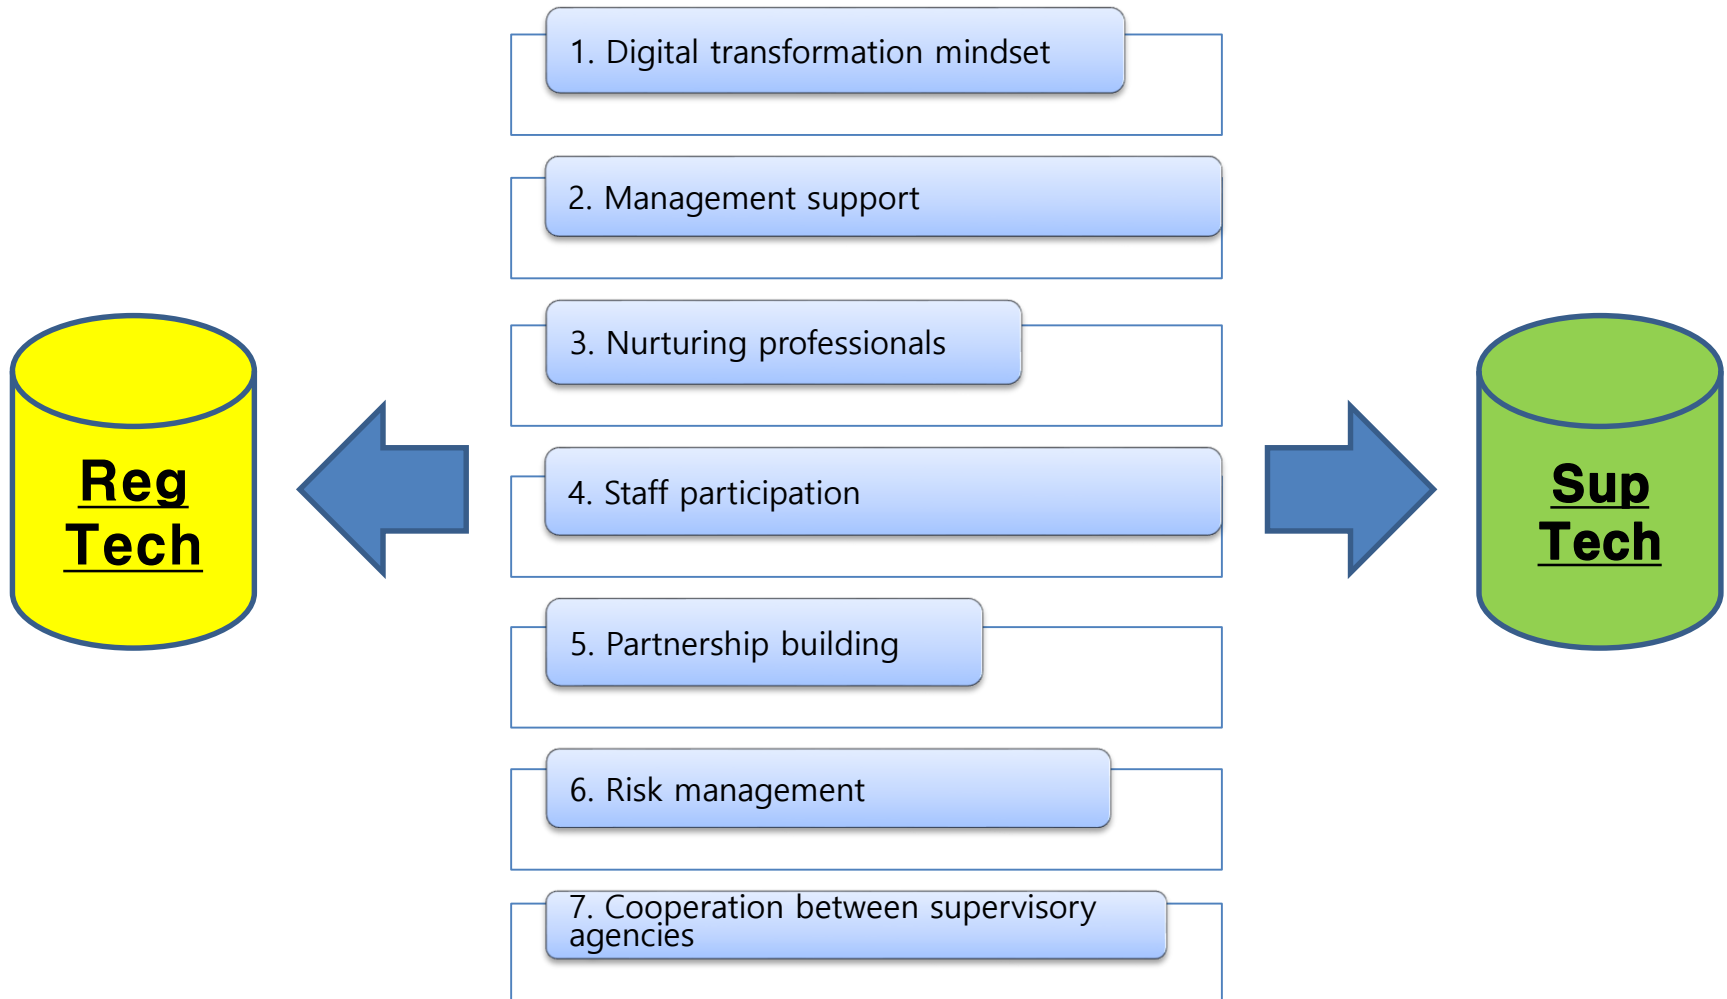 1. Digital transformation mindset
2. Management support
3. Nurturing professionals
4. Staff participation
5. Partnership building
6. Risk management
7. Cooperation between supervisory
agencies
Reg
Tech
Sup
Tech